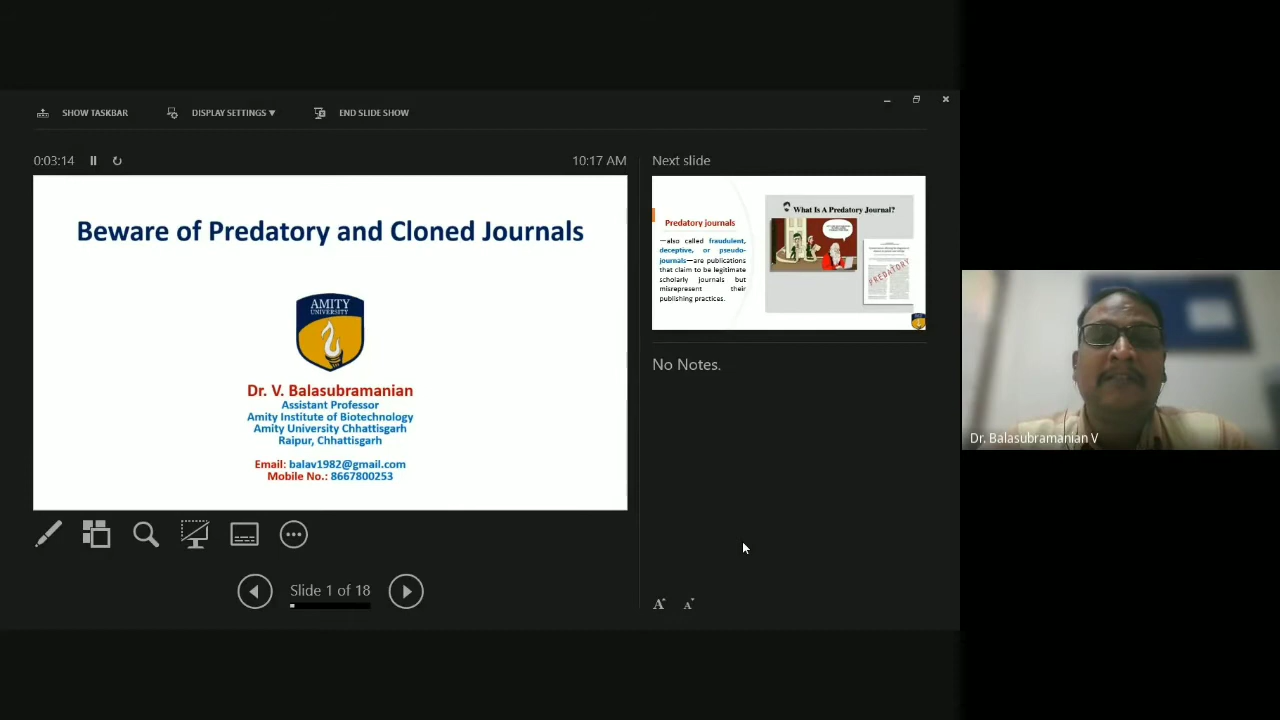 SHOW TASKBAR
DISPLAY SETTINGS ▼
END SLIDE SHOW
0:03:14
10:17 AM
Beware of Predatory and Cloned Journals
AMITY
UNIVERSITY
Dr. V. Balasubramanian
Assistant Professor
Amity Institute of Biotechnology
Amity University Chhattisgarh
Raipur, Chhattisgarh
Email: balav1982@gmail.com
Mobile No.: 8667800253
Slide 1 of 18
Next slide
Predatory journals
—also called fraudulent,
deceptive, or pseudo-
journals—are publications
that claim to be legitimate
scholarly journals but
misrepresent their
publishing practices.
What Is A Predatory Journal?
PREDATORY
No Notes.
A
A
Dr. Balasubramanian V